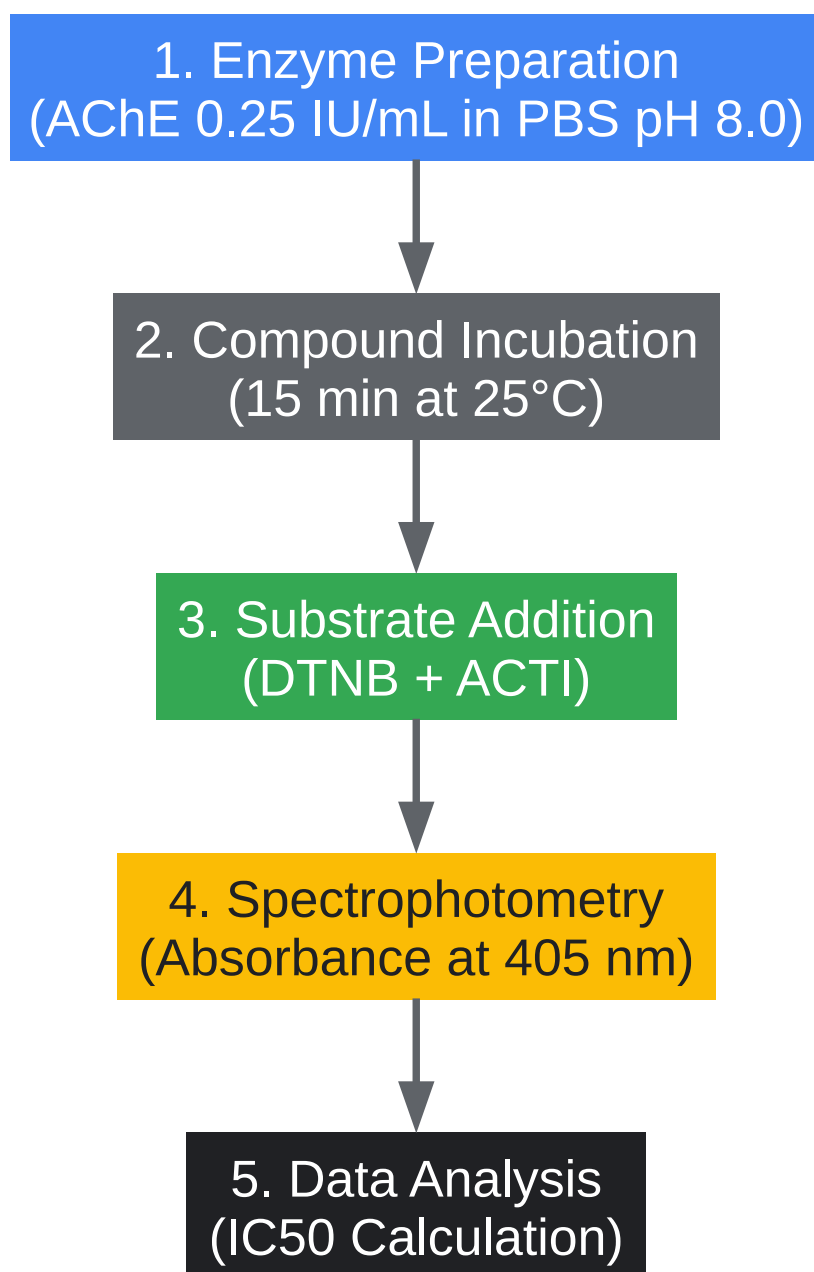 1. Enzyme Preparation
(AChE 0.25 IU/mL in PBS pH 8.0)
2. Compound Incubation
(15 min at 25°C)
3. Substrate Addition
(DTNB + ACTI)
4. Spectrophotometry
(Absorbance at 405 nm)
5. Data Analysis
(IC50 Calculation)